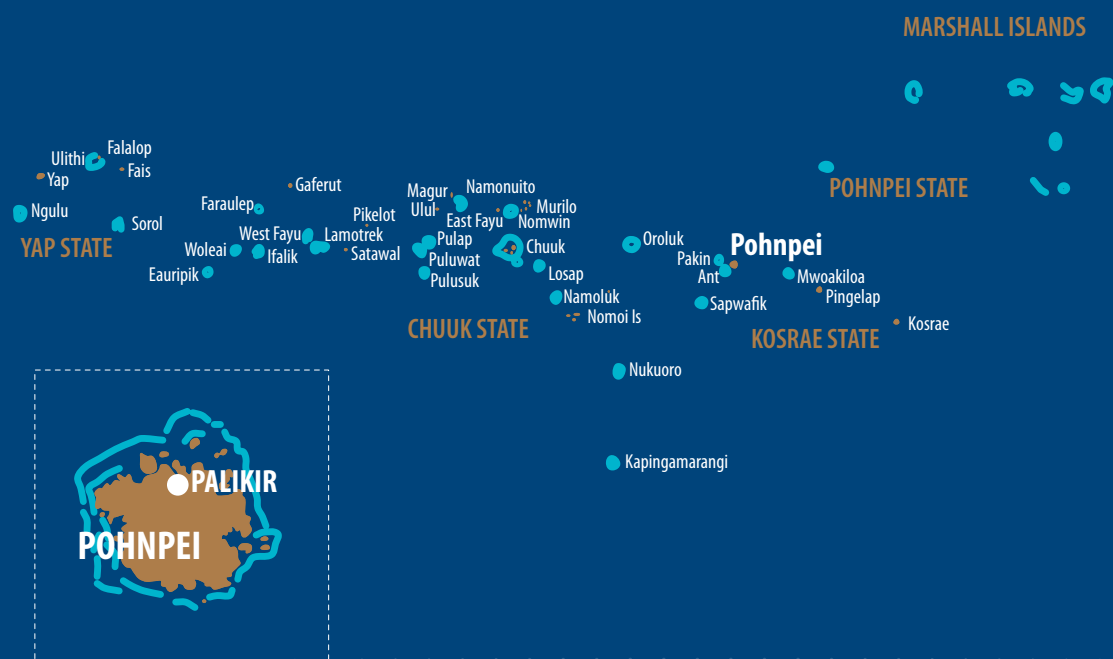 MARSHALL ISLANDS
Falalop
Ulithi
Fais
Yap
Ngulu
Sorol
YAP STATE
Gaferut
Faraulep
Pikelot
West Fayu
Lamotrek
Woleai
Ifalik
Satawal
Eauripik
Magur
Namonuito
Ulul
East Fayu
Murilo
Nomwin
Pulap
Chuuk
Puluwat
Pulusuk
Losap
Namoluk
Nomoi Is
CHUUK STATE
POHNPEI STATE
Oroluk
Pohnpei
Pakin
Ant
Mwoakiloa
Pingelap
Sapwafik
Kosrae
KOSRAE STATE
Nukuoro
Kapingamarangi
PALIKIR
POHNPEI